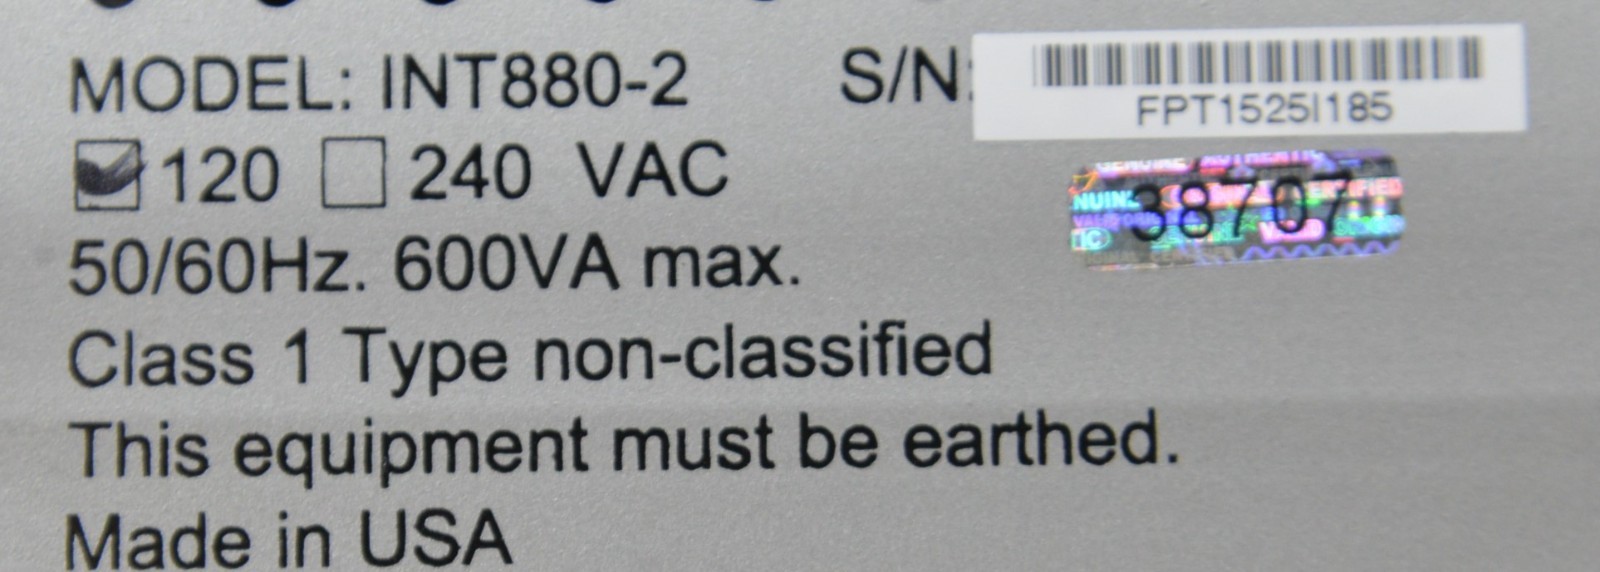 MODEL: INT880-2 S/N:
FPT1525I185
120 240 VAC
38707
50/60Hz. 600VA max.
Class 1 Type non-classified
This equipment must be earthed.
Made in USA